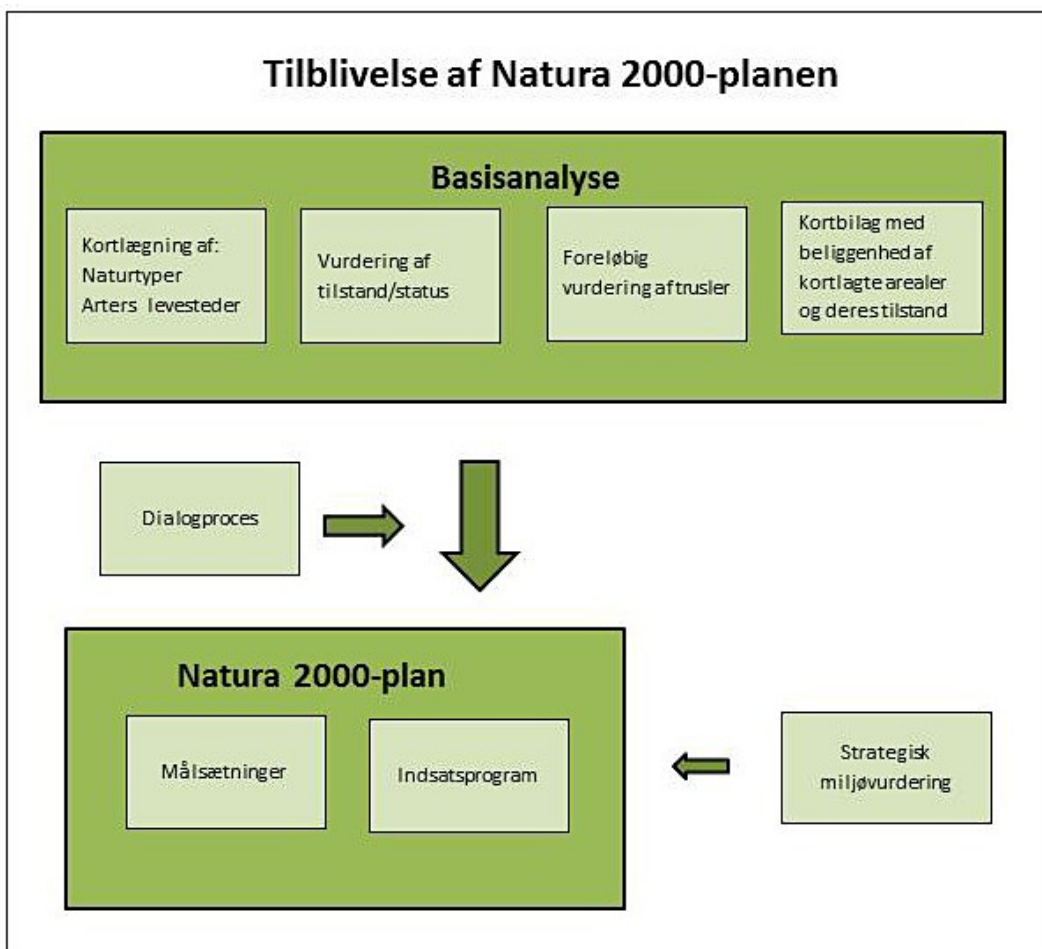 Tilblivelse af Natura 2000-planen
Basisanalyse
Kortlægning af:
Naturtyper
Arters levesteder
Vurdering af
tilstand/status
Foreløbig
vurdering af trusler
Kortbilag med
beliggenhed af
kortlagte arealer
og deres tilstand
Dialogproces
Natura 2000-plan
Målsætninger
Indsatsprogram
Strategisk
miljøvurdering